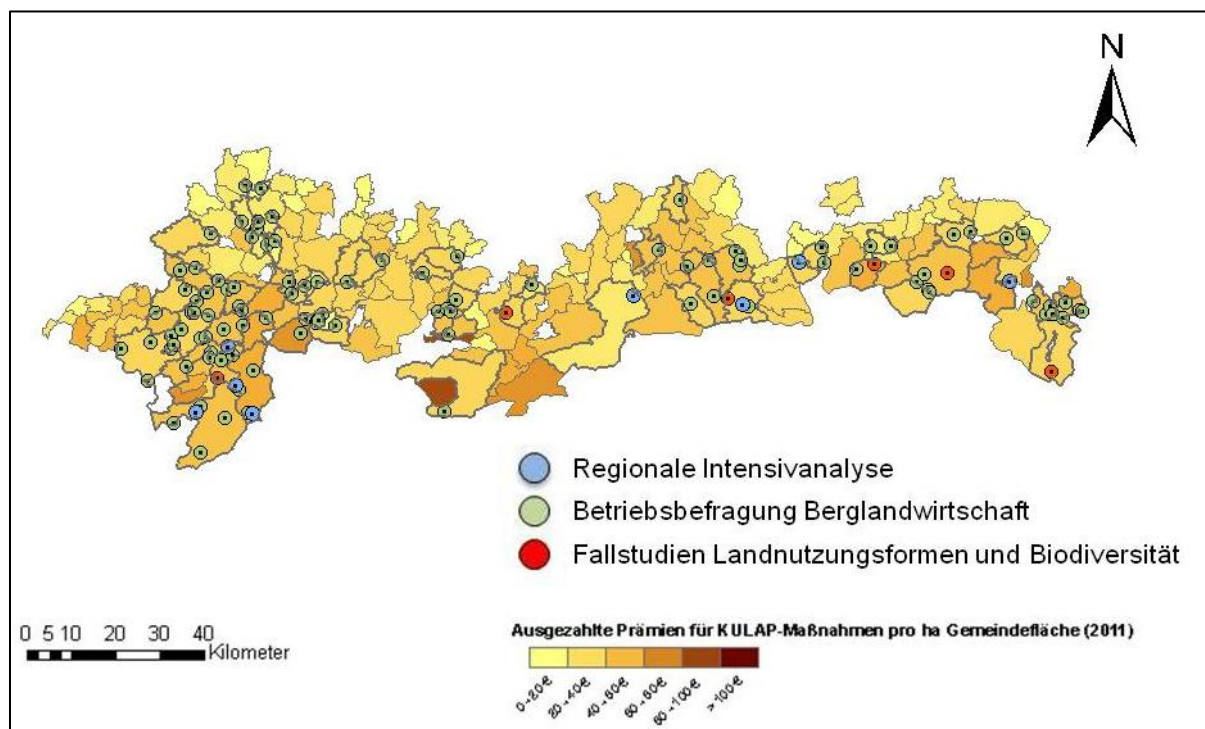 N
Regionale Intensivanalyse
Betriebsbefragung Berglandwirtschaft
Fallstudien Landnutzungsformen und Biodiversität
0 5 10 20 30 40
Kilometer
Ausgezahlte Prämien für KULAP-Maßnahmen pro ha Gemeindefläche (2011)
0-20€
20-40€
40-60€
60-80€
80-100€
>100€